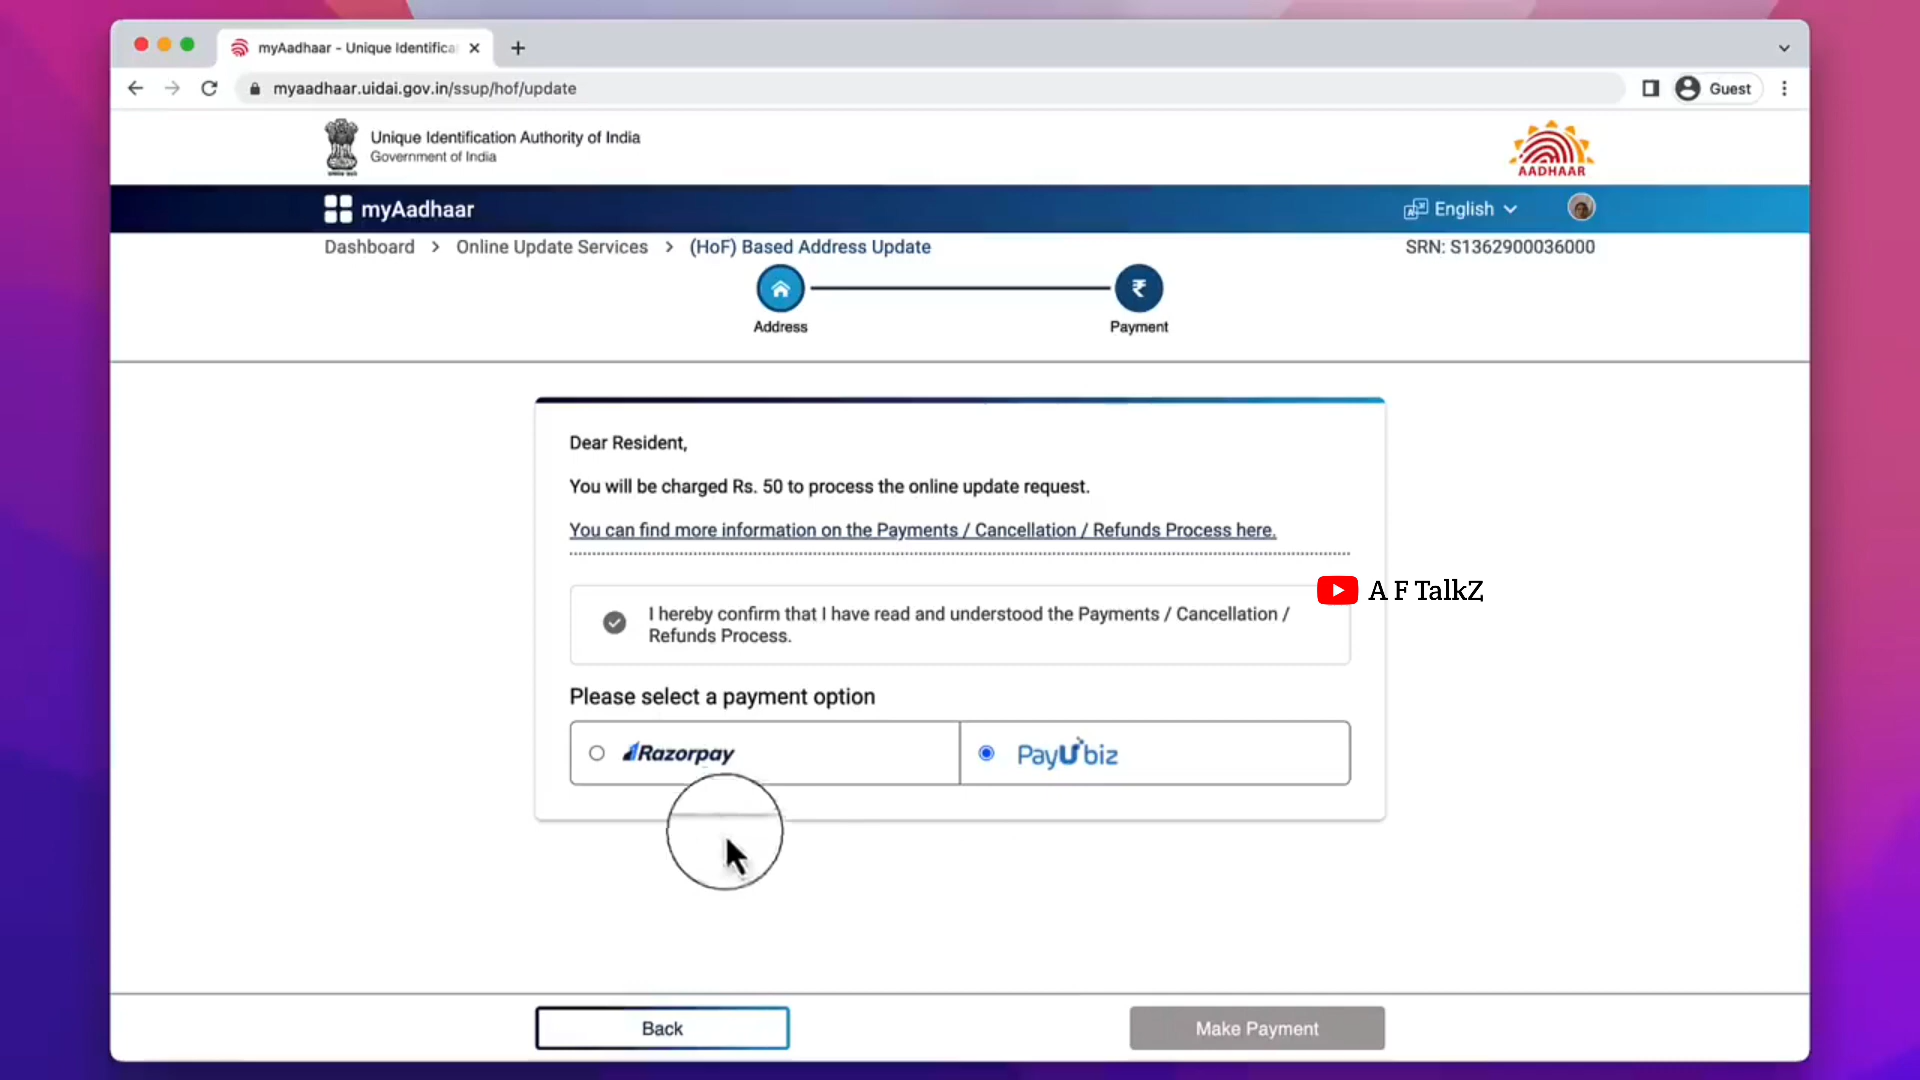 myAadhaar - Unique Identifica
myaadhaar.uidai.gov.in/ssup/hof/update
Guest
Unique Identification Authority of India
Government of India
AADHAAR
myAadhaar
English
Dashboard > Online Update Services > (HoF) Based Address Update
SRN: S1362900036000
₹
Address
Payment
Dear Resident,
You will be charged Rs. 50 to process the online update request.
You can find more information on the Payments / Cancellation / Refunds Process here.
A F TalkZ
I hereby confirm that I have read and understood the Payments / Cancellation /
Refunds Process.
Please select a payment option
Razorpay
PayUbiz
Back
Make Payment